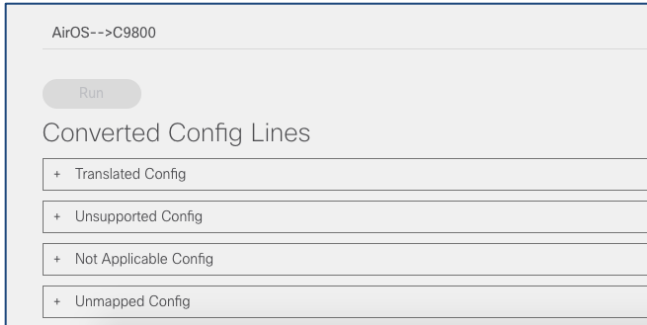 AirOS-->C9800
Run
Converted Config Lines
+ Translated Config
+ Unsupported Config
+ Not Applicable Config
+ Unmapped Config